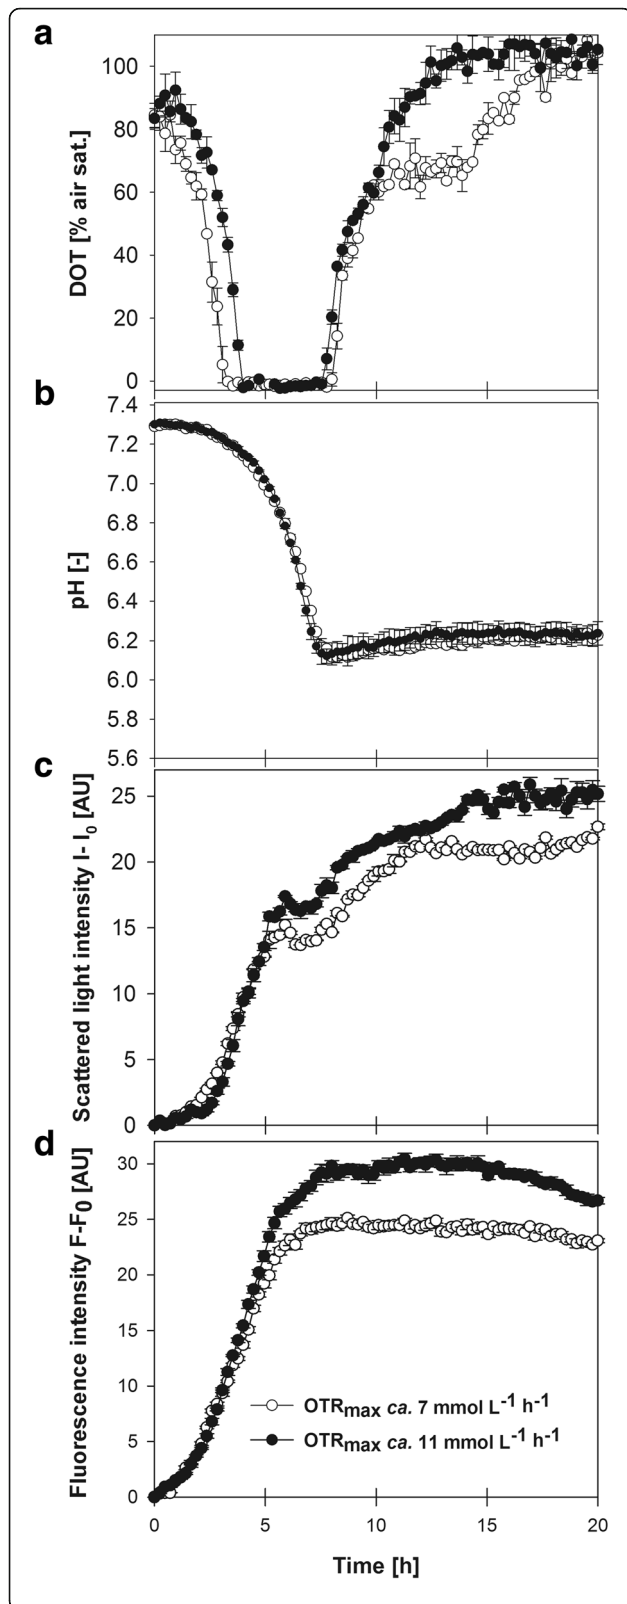 a
DOT [% air sat.]
100
80
60
40
20
0
b
pH [-]
7.4
7.2
7.0
6.8
6.6
6.4
6.2
6.0
5.8
5.6
c
Scattered light intensity I- I0 [AU]
25
20
15
10
5
0
d
Fluorescence intensity F-F0 [AU]
30
25
20
15
10
5
0
OTRmax ca. 7 mmol L-1 h-1
OTRmax ca. 11 mmol L-1 h-1
0 5 10 15 20
Time [h]